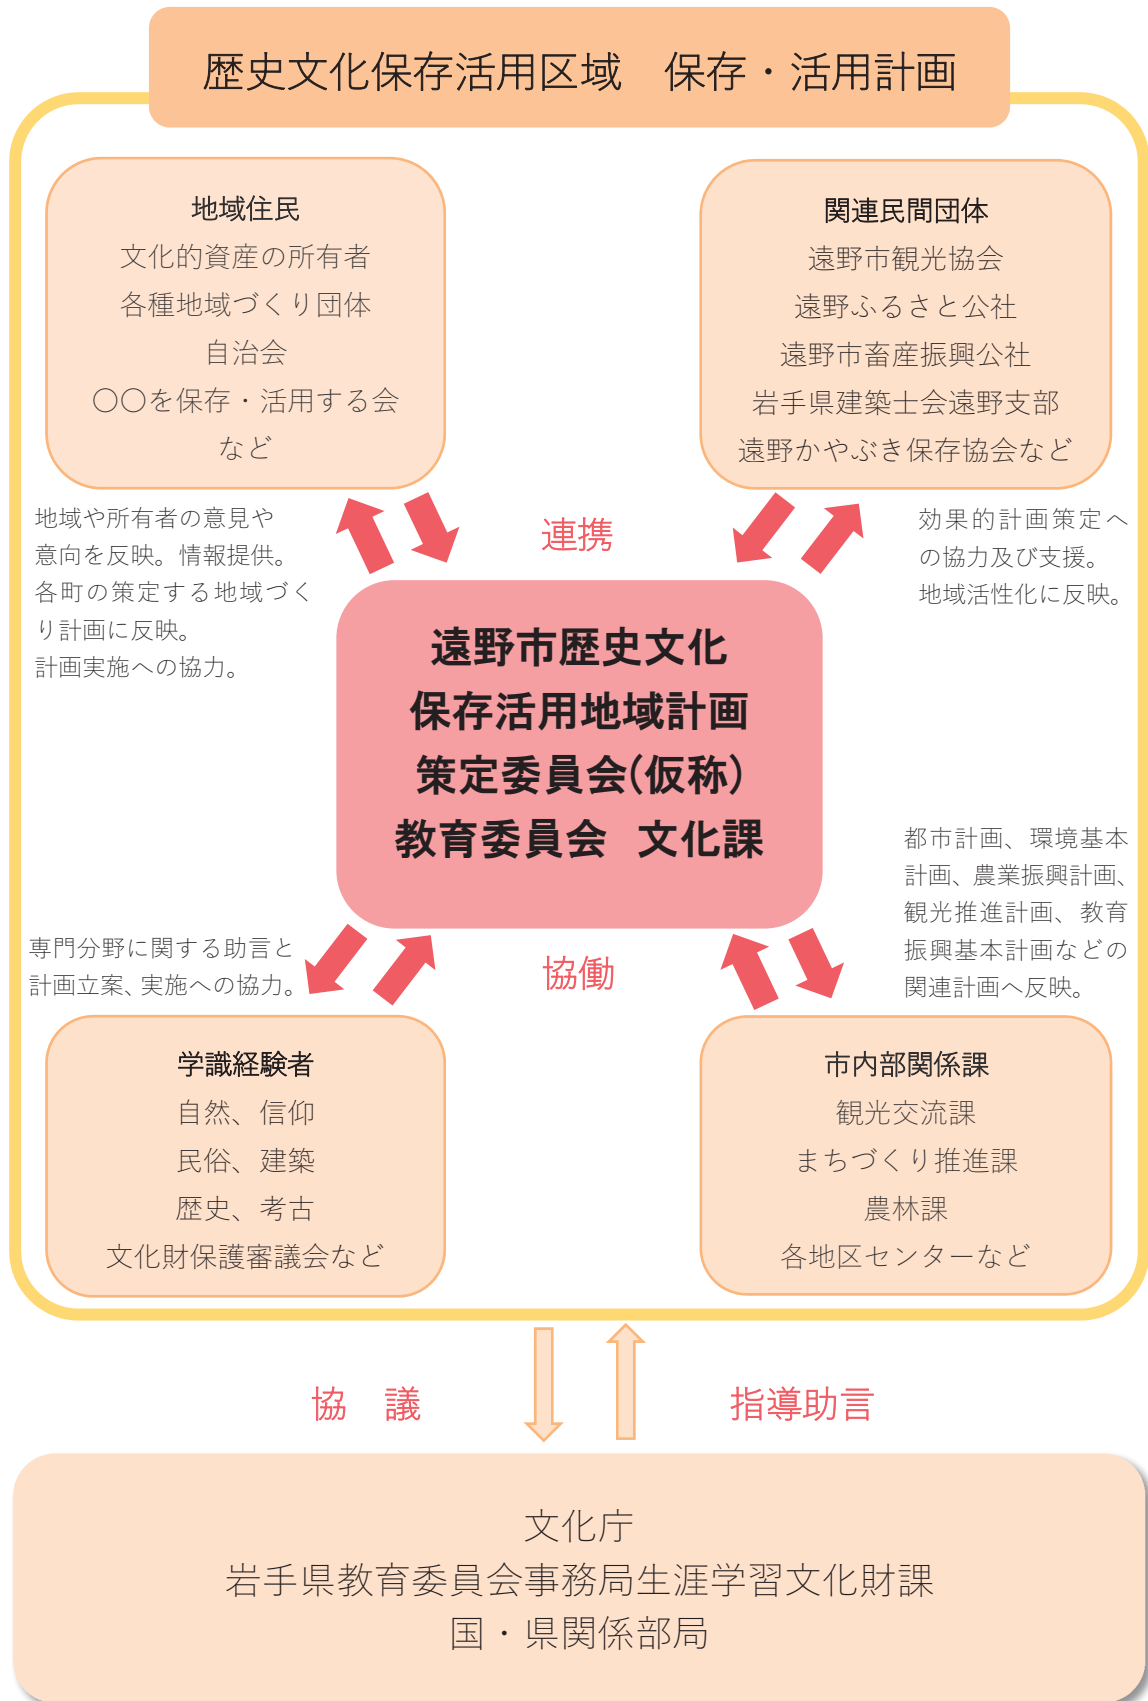 歴史文化保存活用区域　保存・活用計画
地域住民
文化的資産の所有者
各種地域づくり団体
自治会
〇〇を保存・活用する会
など
関連民間団体
遠野市観光協会
遠野ふるさと公社
遠野市畜産振興公社
岩手県建築士会遠野支部
遠野かやぶき保存協会など
地域や所有者の意見や
意向を反映。情報提供。
各町の策定する地域づく
り計画に反映。
計画実施への協力。
連携
効果的計画策定へ
の協力及び支援。
地域活性化に反映。
遠野市歴史文化
保存活用地域計画
策定委員会(仮称)
教育委員会　文化課
専門分野に関する助言と
計画立案、実施への協力。
協働
都市計画、環境基本
計画、農業振興計画、
観光推進計画、教育
振興基本計画などの
関連計画へ反映。
学識経験者
自然、信仰
民俗、建築
歴史、考古
文化財保護審議会など
市内部関係課
観光交流課
まちづくり推進課
農林課
各地区センターなど
協　議
指導助言
文化庁
岩手県教育委員会事務局生涯学習文化財課
国・県関係部局